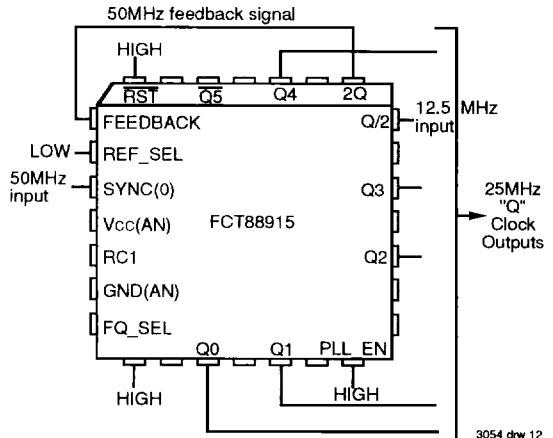 50MHz feedback signal
HIGH
RST Q5 Q4 2Q
FEEDBACK
Q/2
12.5 MHz
input
LOW
REF_SEL
50MHz
input
SYNC(0)
Q3
VCC(AN)
FCT88915
25MHz
"Q"
Clock
Outputs
RC1
Q2
GND(AN)
FQ_SEL
Q0 Q1 PLL EN
HIGH
HIGH
3054 drw 12